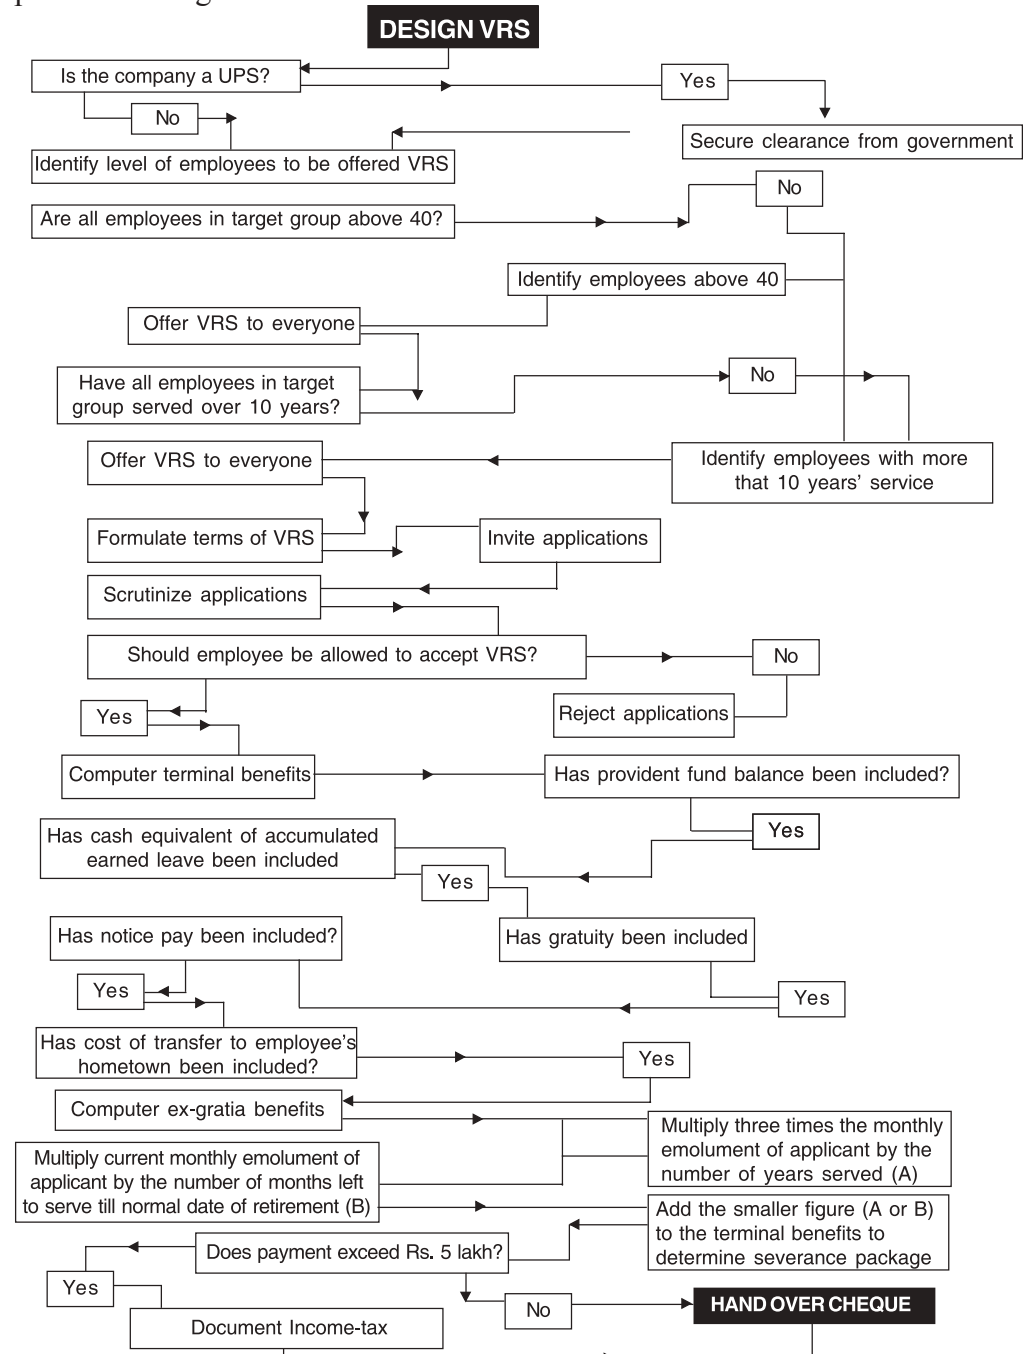 DESIGN VRS
Is the company a UPS?
Yes
No
Secure clearance from government
Identify level of employees to be offered VRS
No
Are all employees in target group above 40?
Identify employees above 40
Offer VRS to everyone
Have all employees in target
group served over 10 years?
No
Offer VRS to everyone
Identify employees with more
that 10 years' service
Formulate terms of VRS
Invite applications
Scrutinize applications
Should employee be allowed to accept VRS?
No
Yes
Reject applications
Computer terminal benefits
Has provident fund balance been included?
Yes
Has cash equivalent of accumulated
earned leave been included
Yes
Has notice pay been included?
Has gratuity been included
Yes
Yes
Has cost of transfer to employee's
hometown been included?
Yes
Computer ex-gratia benefits
Multiply three times the monthly
emolument of applicant by the
number of years served (A)
Multiply current monthly emolument of
applicant by the number of months left
to serve till normal date of retirement (B)
Add the smaller figure (A or B)
to the terminal benefits to
determine severance package
Does payment exceed Rs. 5 lakh?
Yes
No
HAND OVER CHEQUE
Document Income-tax